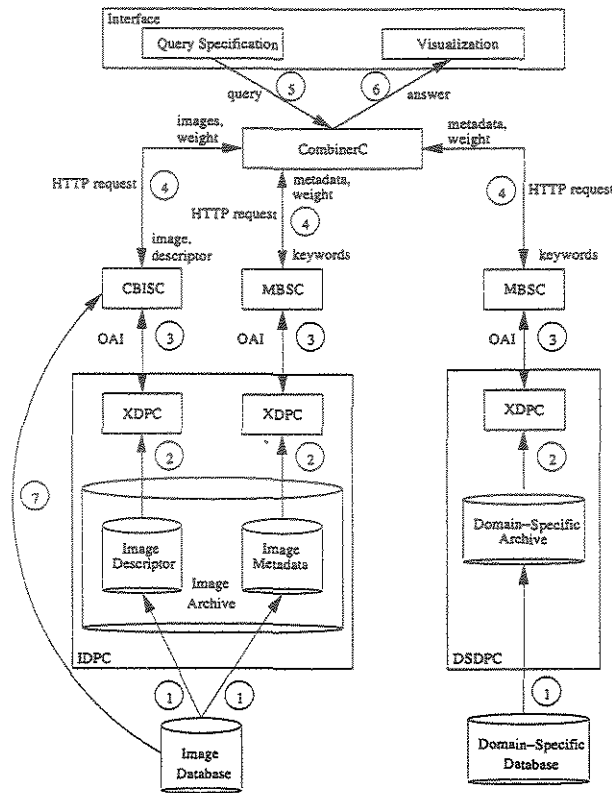 Interface
Query Specification
Visualization
5
6
query
answer
images,
weight
metadata,
weight
CombinerC
HTTP request
4
metadata,
weight
HTTP request
4
4
HTTP request
image,
descriptor
keywords
keywords
CBISC
MBSC
MBSC
OAI
3
OAI
3
OAI
3
XDPC
XDPC
XDPC
2
2
2
7
Image
Descriptor
Image
Metadata
Image
Archive
Domain-Specific
Archive
IDPC
DSDPC
1
1
1
Image
Database
Domain-Specific
Database